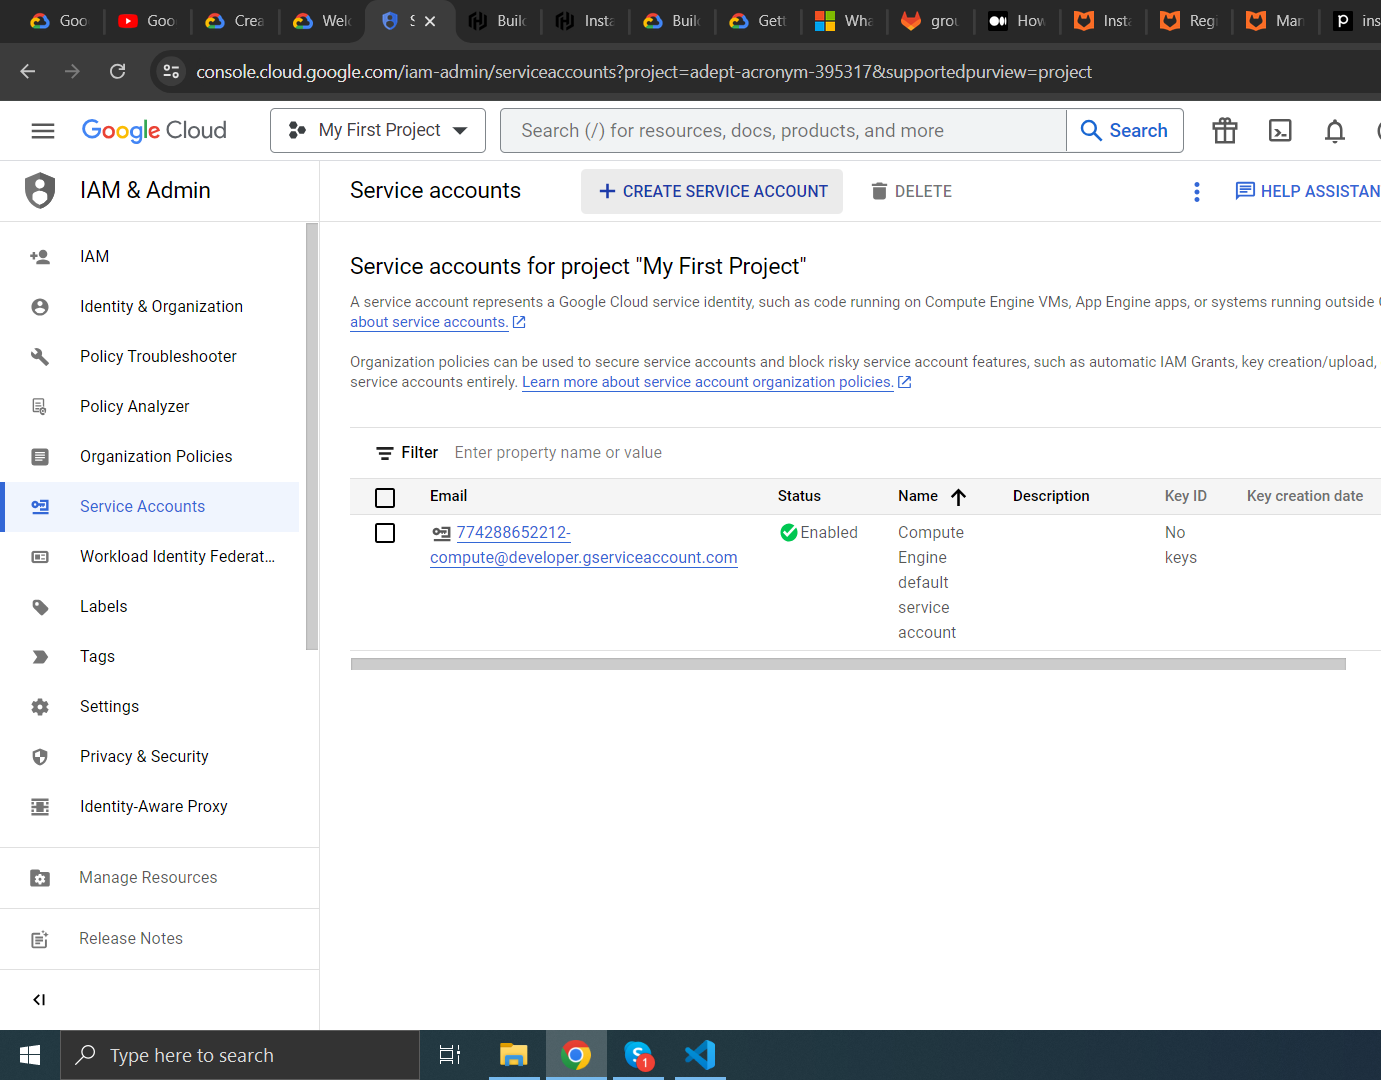 Goo
Goo
Crea
Welc
S
Build
Insta
Build
Gett
Wha
grou
How
Insta
Regi
Man
ins
console.cloud.google.com/iam-admin/serviceaccounts?project=adept-acronym-395317&supportedpurview=project
Google Cloud
My First Project
Search (/) for resources, docs, products, and more
Search
IAM & Admin
Service accounts
CREATE SERVICE ACCOUNT
DELETE
HELP ASSISTAN
IAM
Identity & Organization
Policy Troubleshooter
Policy Analyzer
Organization Policies
Service Accounts
Workload Identity Federat...
Labels
Tags
Settings
Privacy & Security
Identity-Aware Proxy
Manage Resources
Release Notes
Service accounts for project "My First Project"
A service account represents a Google Cloud service identity, such as code running on Compute Engine VMs, App Engine apps, or systems running outside
about service accounts.
Organization policies can be used to secure service accounts and block risky service account features, such as automatic IAM Grants, key creation/upload,
service accounts entirely. Learn more about service account organization policies.
Filter
Enter property name or value
Email
Status
Name
Description
Key ID
Key creation date
774288652212-
compute@developer.gserviceaccount.com
Enabled
Compute
Engine
default
service
account
No
keys
Type here to search
1